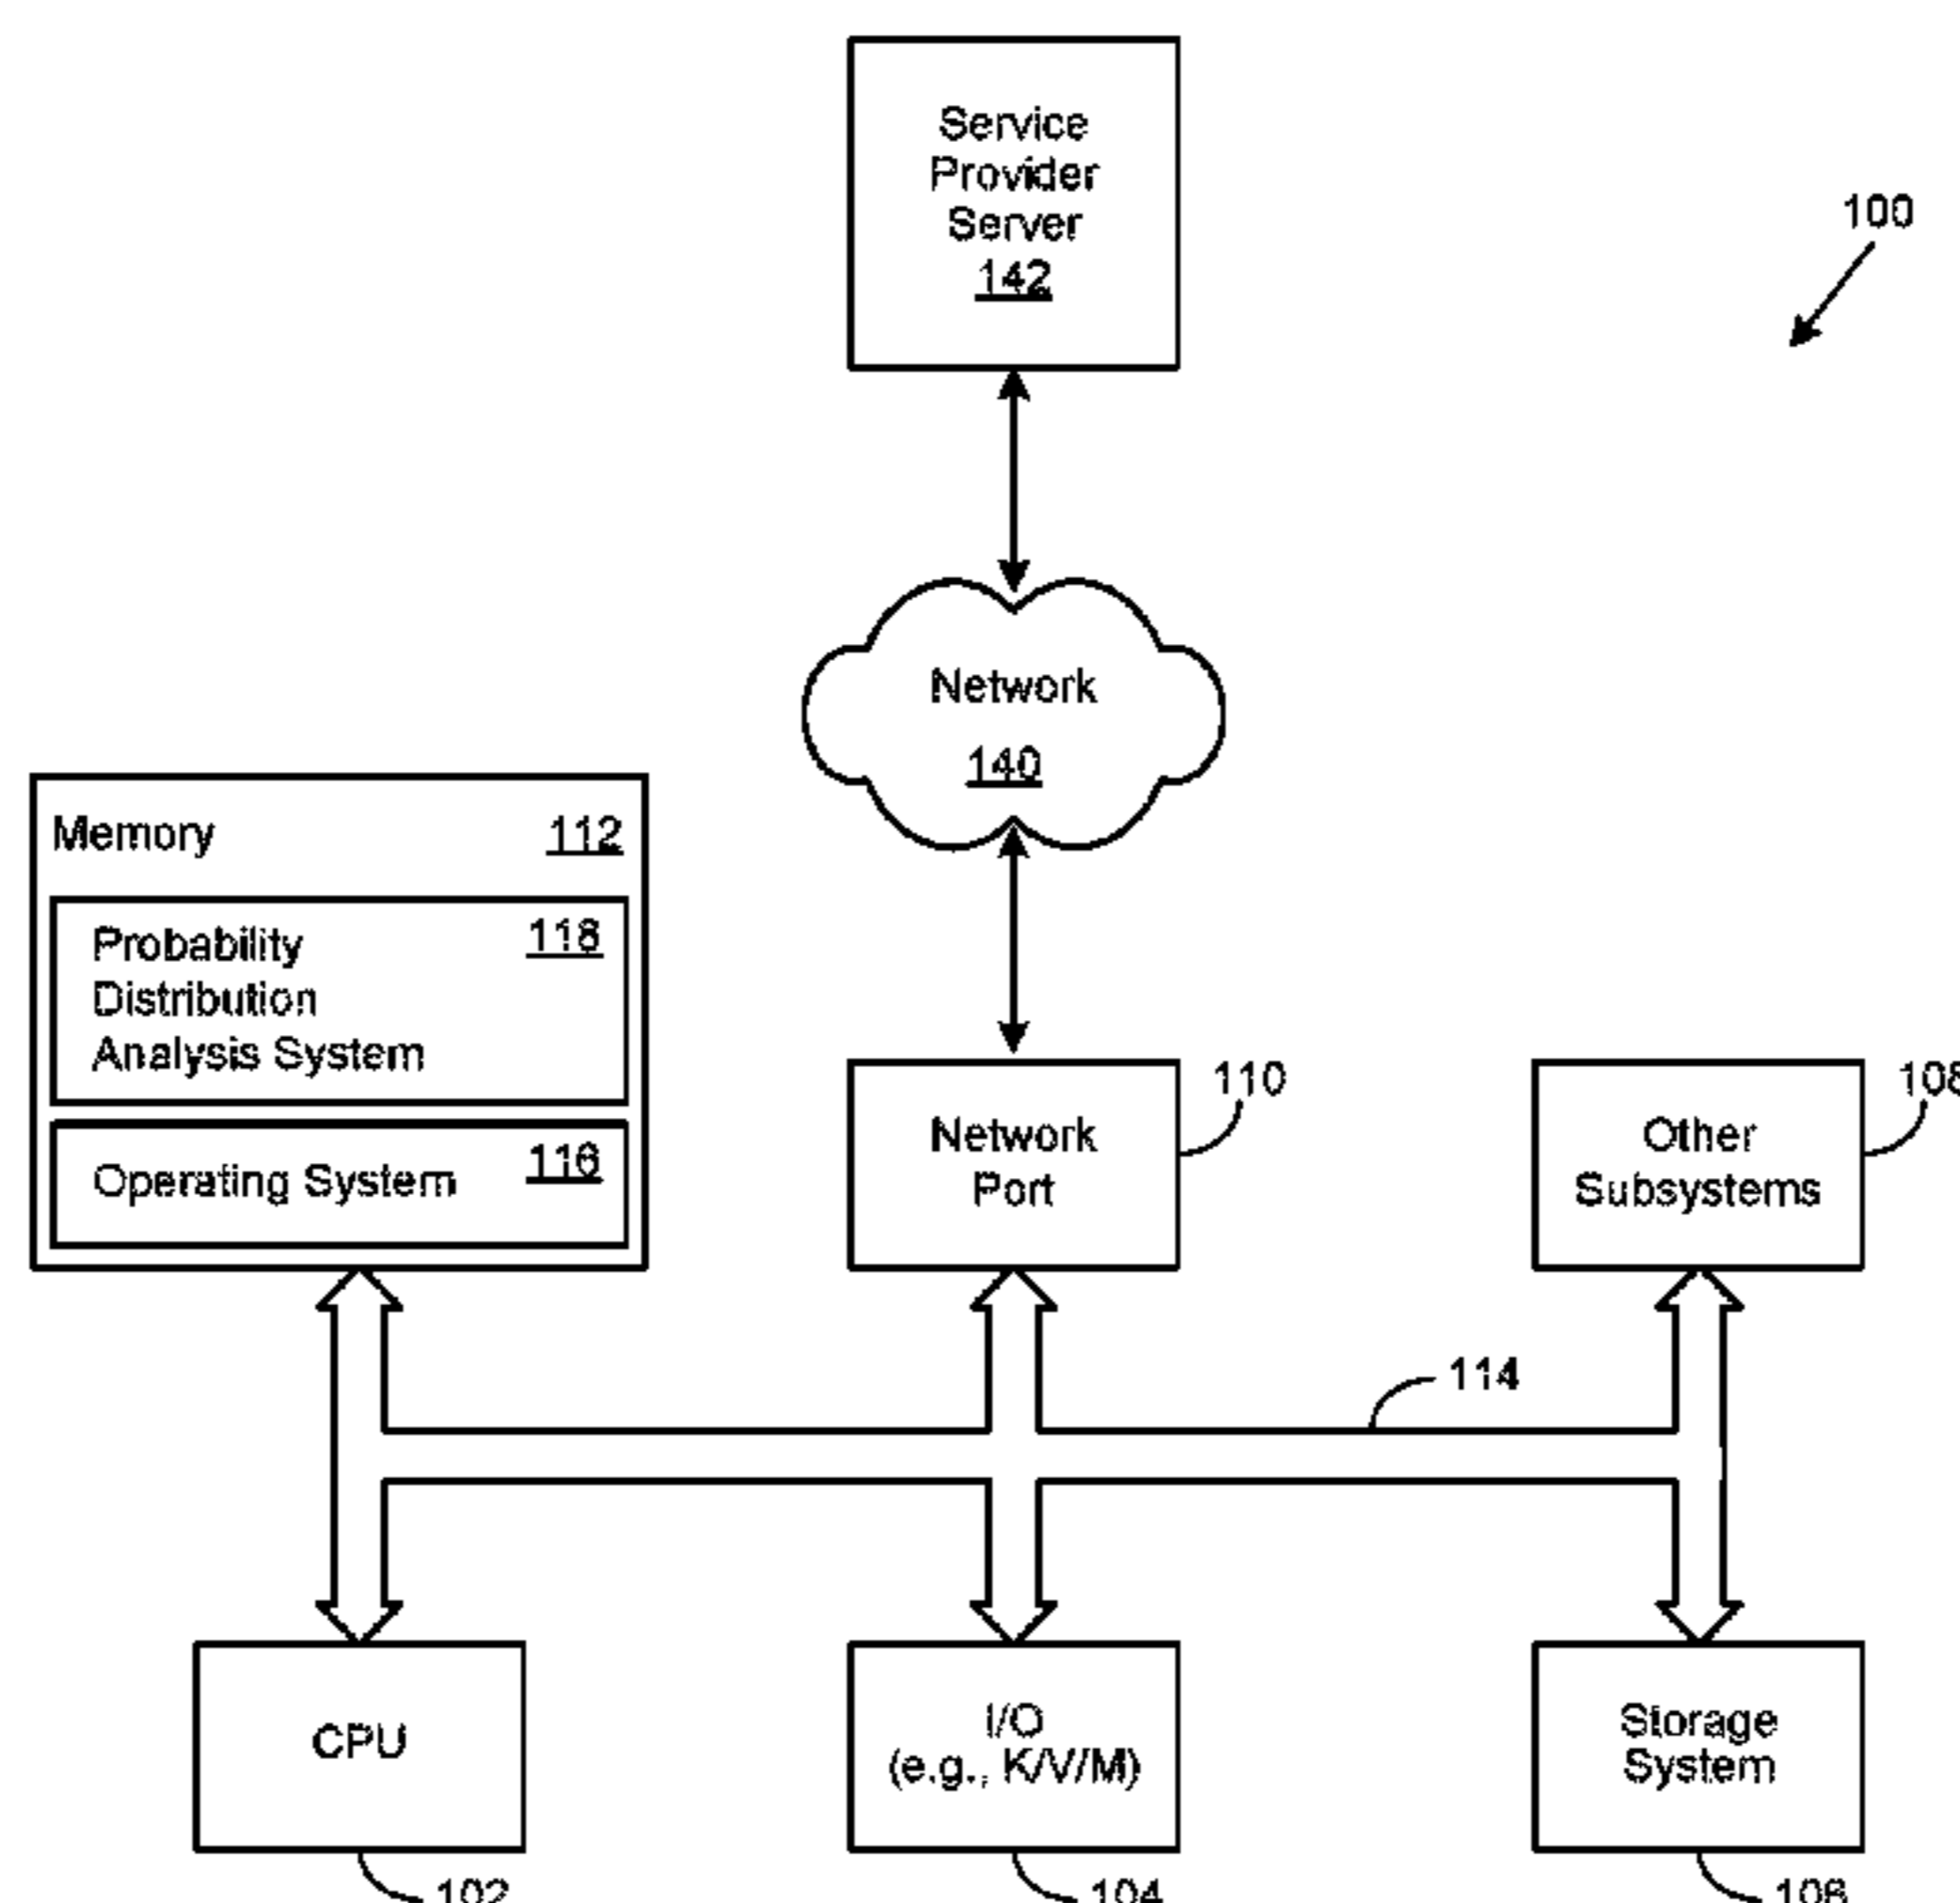 Service
Provider
Server
142
100
Network
140
Memory 112
Probability 118
Distribution
Analysis System
Operating System 116
Network
Port
110
Other
Subsystems
108
114
CPU
102
I/O
(e.g., K/V/M)
104
Storage
System
106